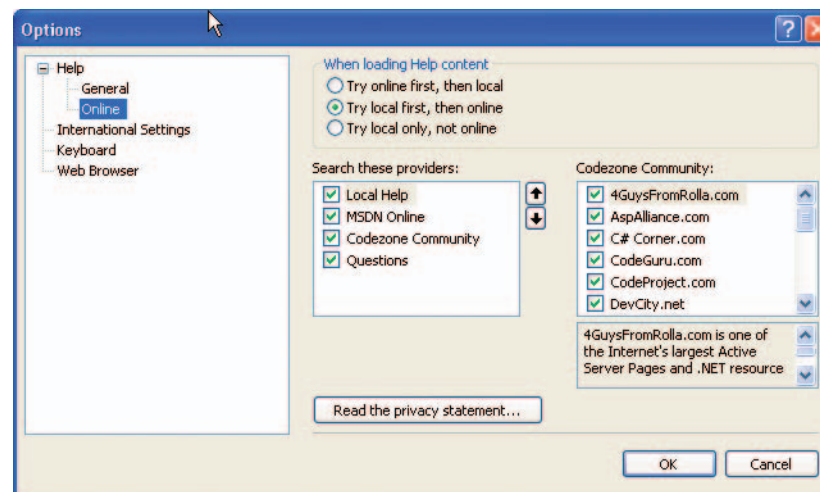 Options
Help
General
Online
International Settings
Keyboard
Web Browser
When loading Help content
Try online first, then local
Try local first, then online
Try local only, not online
Search these providers:
Local Help
MSDN Online
Codezone Community
Questions
Codezone Community:
4GuysFromRolla.com
AspAlliance.com
C# Corner.com
CodeGuru.com
CodeProject.com
DevCity.net
4GuysFromRolla.com is one of
the Internet's largest Active
Server Pages and .NET resource
Read the privacy statement...
OK
Cancel